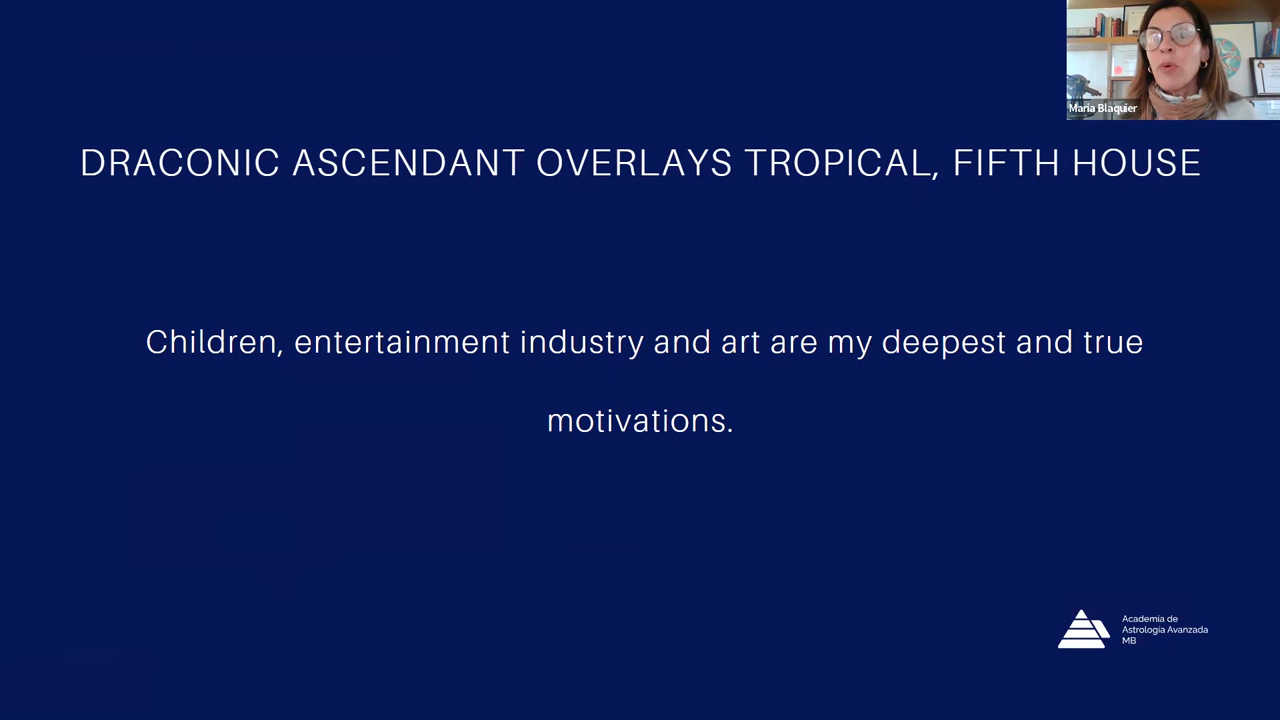 Maria Blaquier
DRACONIC ASCENDANT OVERLAYS TROPICAL, FIFTH HOUSE
Children, entertainment industry and art are my deepest and true
motivations.
Academia de
Astrología Avanzada
MB